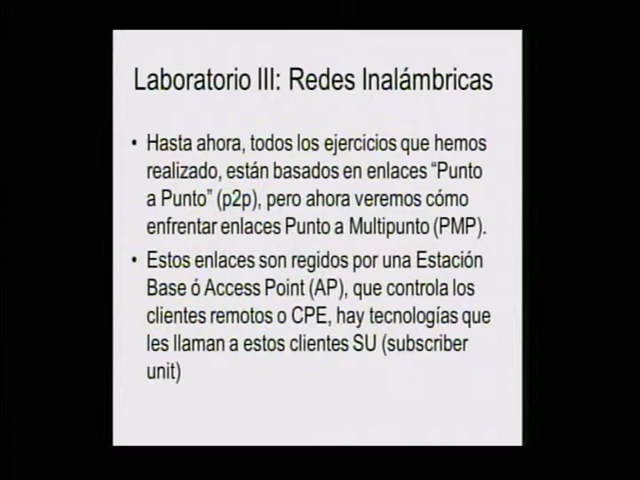 Laboratorio III: Redes Inalámbricas
• Hasta ahora, todos los ejercicios que hemos
realizado, están basados en enlaces “Punto
a Punto” (p2p), pero ahora veremos cómo
enfrentar enlaces Punto a Multipunto (PMP).
• Estos enlaces son regidos por una Estación
Base ó Access Point (AP), que controla los
clientes remotos o CPE, hay tecnologías que
les llaman a estos clientes SU (subscriber
unit)